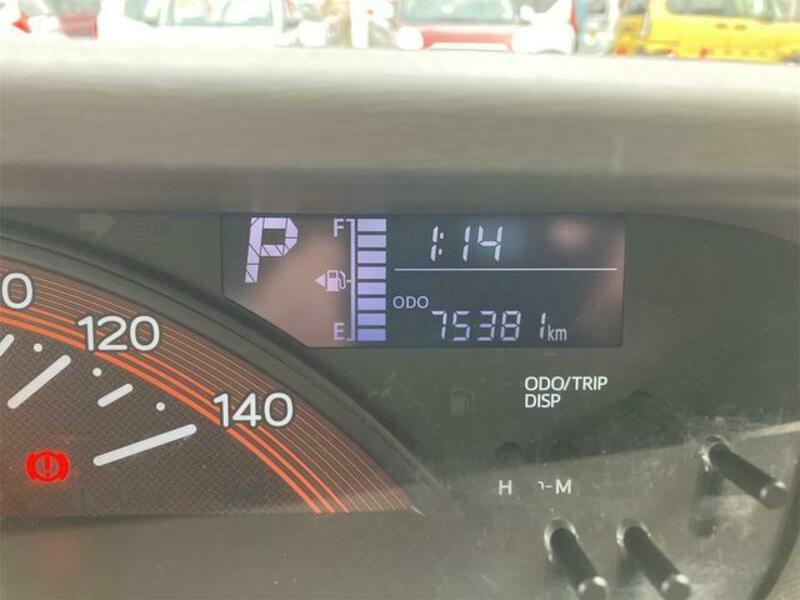 P
F
1:14
ODO
E
75381km
0
120
140
ODO/TRIP
DISP
H
-M